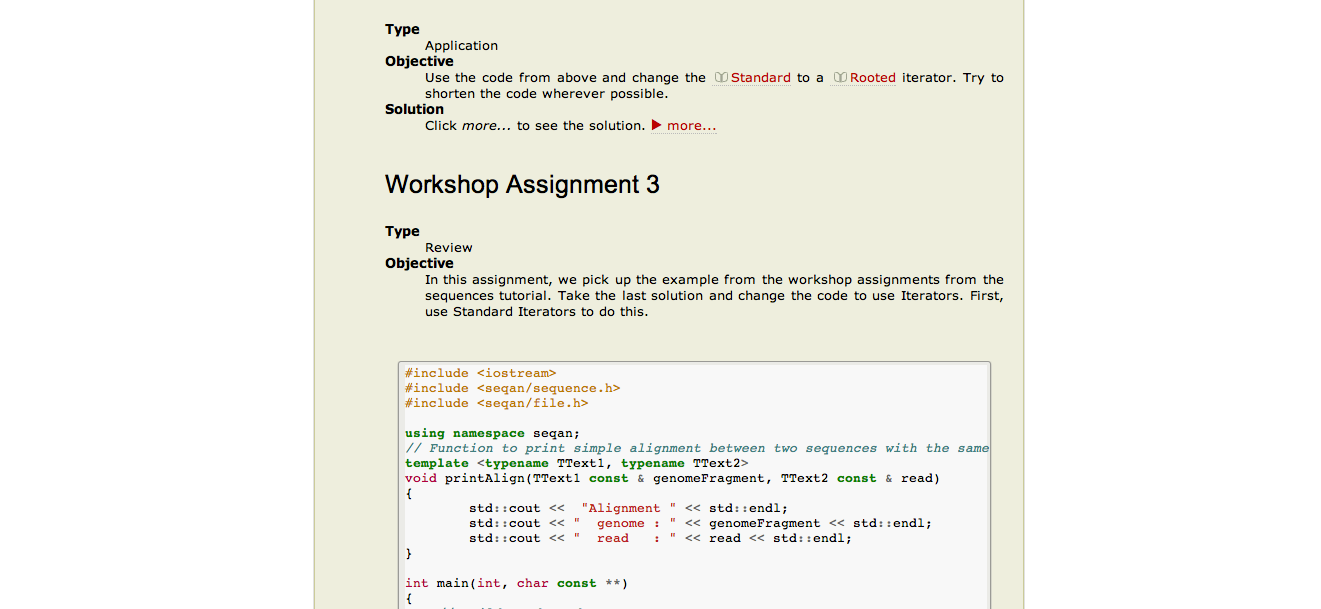 Type
Application
Objective
Use the code from above and change the Standard to a Rooted iterator. Try to
shorten the code wherever possible.
Solution
Click more... to see the solution. ▶ more...
Workshop Assignment 3
Type
Review
Objective
In this assignment, we pick up the example from the workshop assignments from the
sequences tutorial. Take the last solution and change the code to use Iterators. First,
use Standard Iterators to do this.
#include <iostream>
#include <seqan/sequence.h>
#include <seqan/file.h>
using namespace seqan;
// Function to print simple alignment between two sequences with the same
template <typename TText1, typename TText2>
void printAlign(TText1 const & genomeFragment, TText2 const & read)
{
std::cout <<  "Alignment " << std::endl;
std::cout << "  genome : " << genomeFragment << std::endl;
std::cout << "  read   : " << read << std::endl;
}
int main(int, char const **)
{